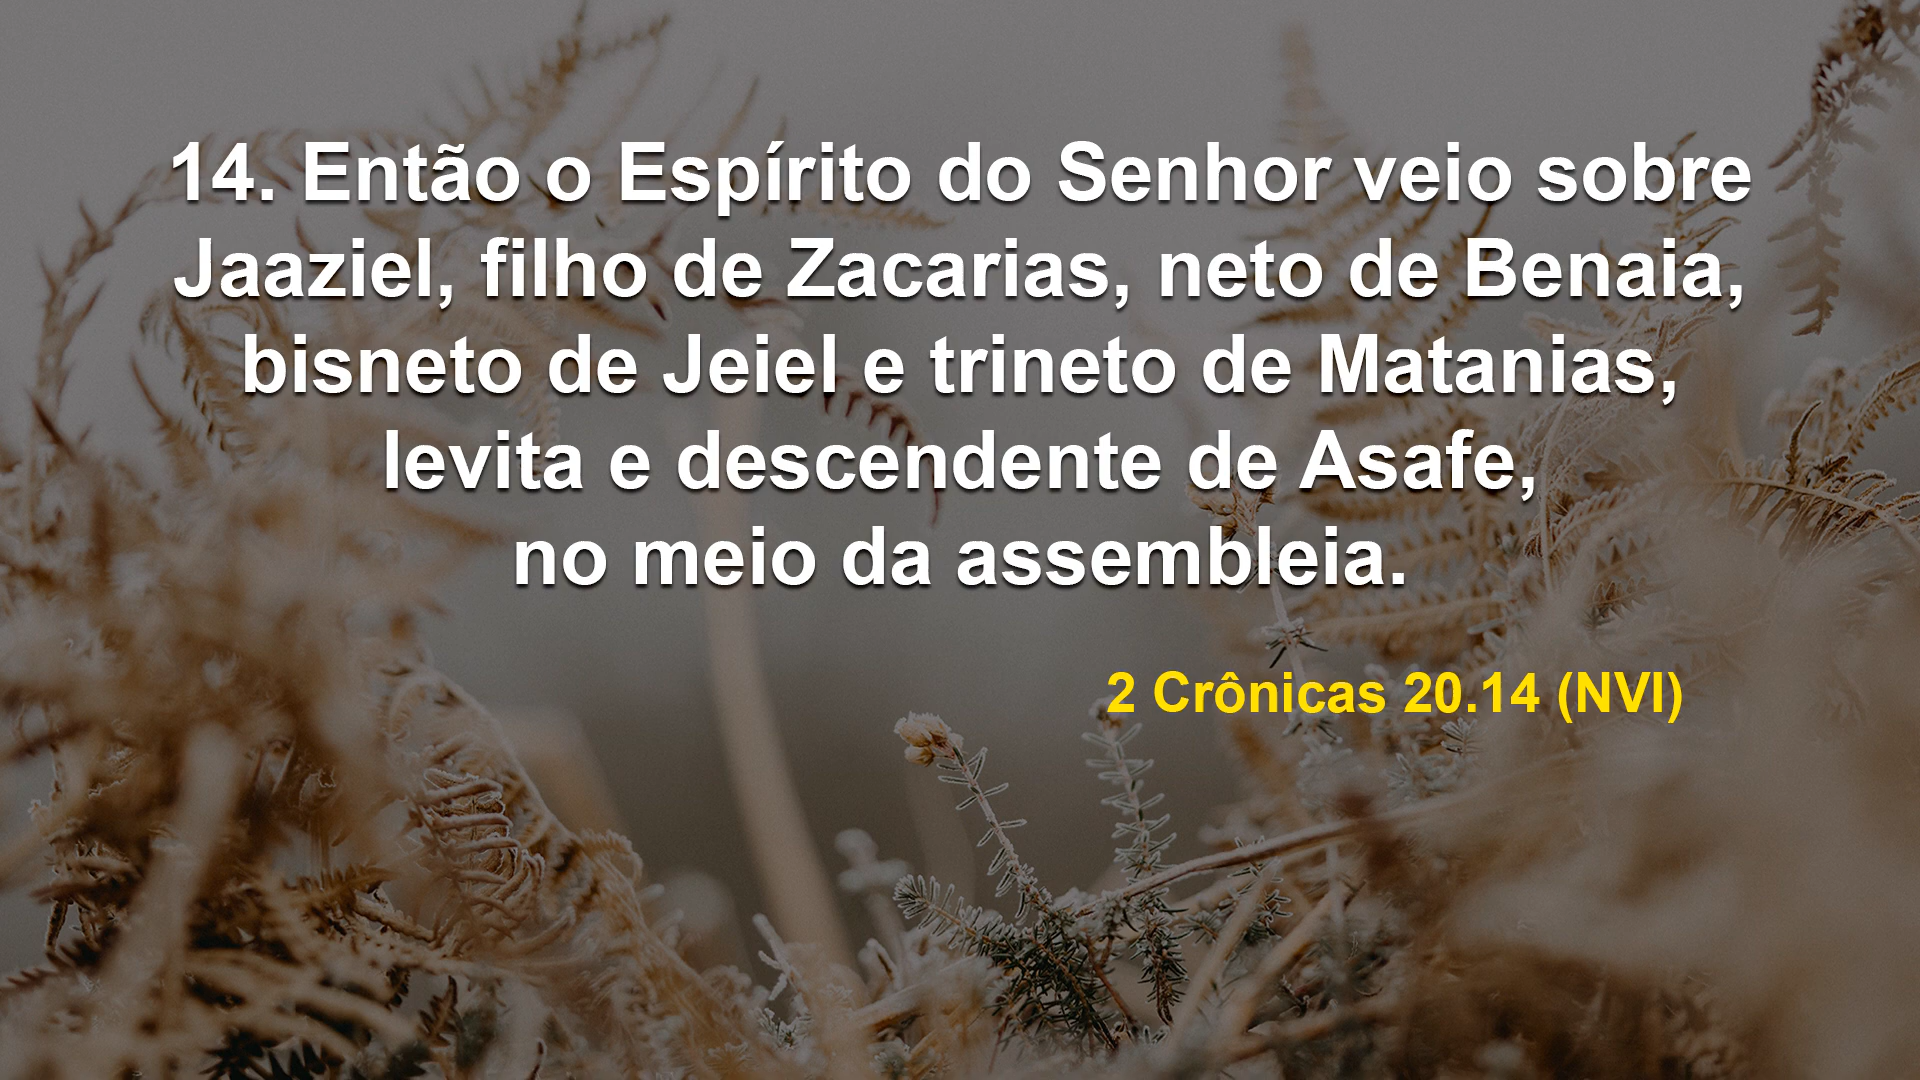 14. Então o Espírito do Senhor veio sobre
Jaaziel, filho de Zacarias, neto de Benaia,
bisneto de Jeiel e trineto de Matanias,
levita e descendente de Asafe,
no meio da assembleia.
2 Crônicas 20.14 (NVI)